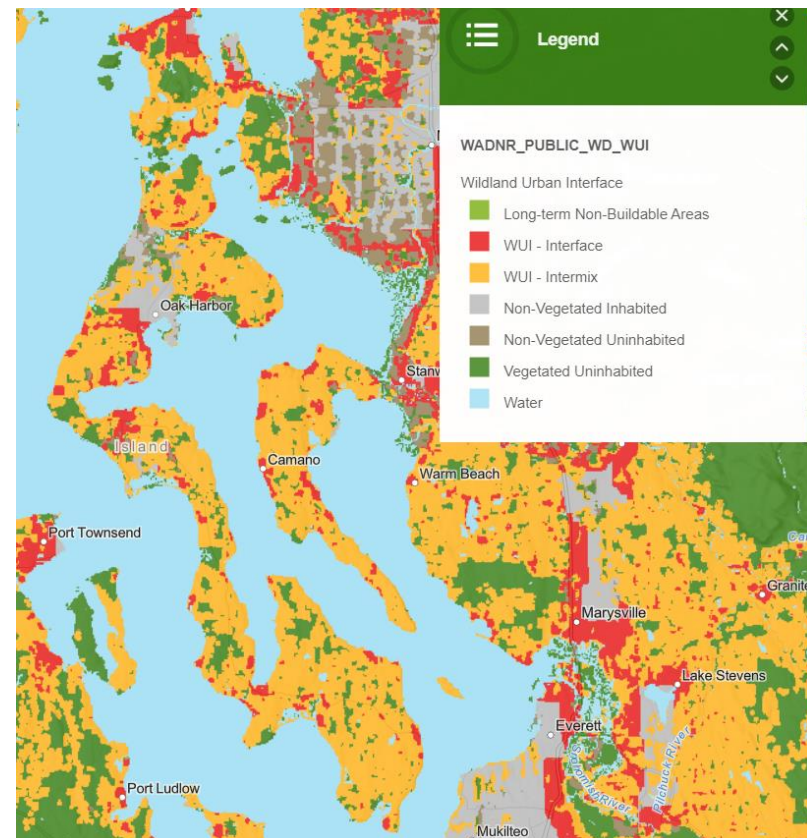 Legend
WADNR_PUBLIC_WD_WUI
Wildland Urban Interface
Long-term Non-Buildable Areas
WUI - Interface
WUI - Intermix
Non-Vegetated Inhabited
Non-Vegetated Uninhabited
Vegetated Uninhabited
Water
Oak Harbor
Stanw
Island
Camano
Warm Beach
Port Townsend
Granite
Marysville
Lake Stevens
Everett
Pilchuck River
Port Ludlow
Mukilteo